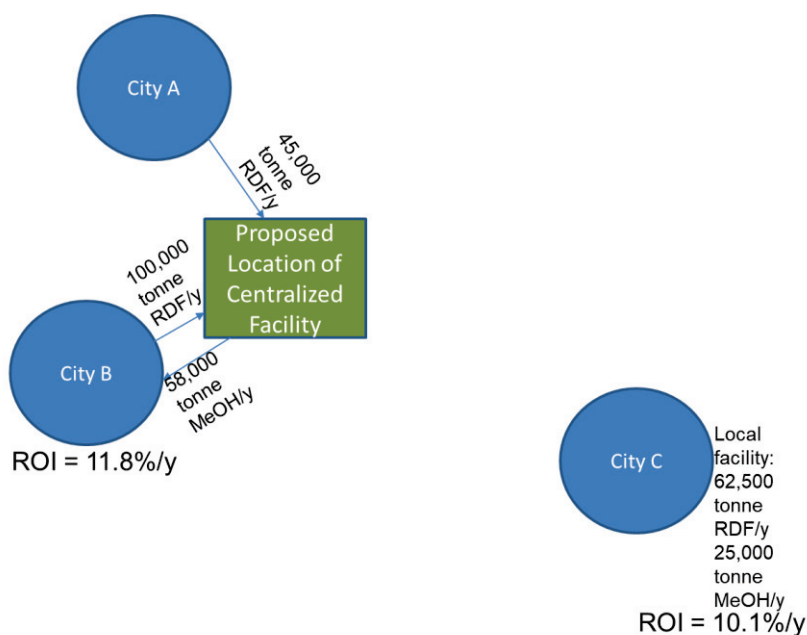 City A
45,000
tonne
RDF/y
Proposed
Location of
Centralized
Facility
100,000
tonne
RDF/y
58,000
tonne
MeOH/y
City B
ROI = 11.8%/y
City C
Local
facility:
62,500
tonne
RDF/y
25,000
tonne
MeOH/y
ROI = 10.1%/y